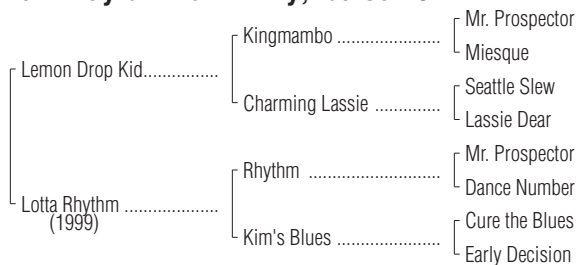 Mr. Prospector
Kingmambo ..................
Miesque
Lemon Drop Kid...............
Seattle Slew
Charming Lassie .............
Lassie Dear
Mr. Prospector
Rhythm .......................
Dance Number
Lotta Rhythm ..................
(1999)
Cure the Blues
Kim's Blues ..................
Early Decision